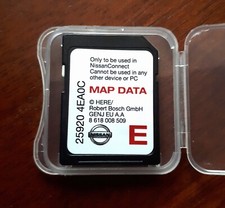 Only to be used in
NissanConnect
Cannot be used in any
other device or PC
MAP DATA
© HERE/
Robert Bosch GmbH
GENJ EU A.A
8 618 008 509
NISSAN
E
25920 4EA0C